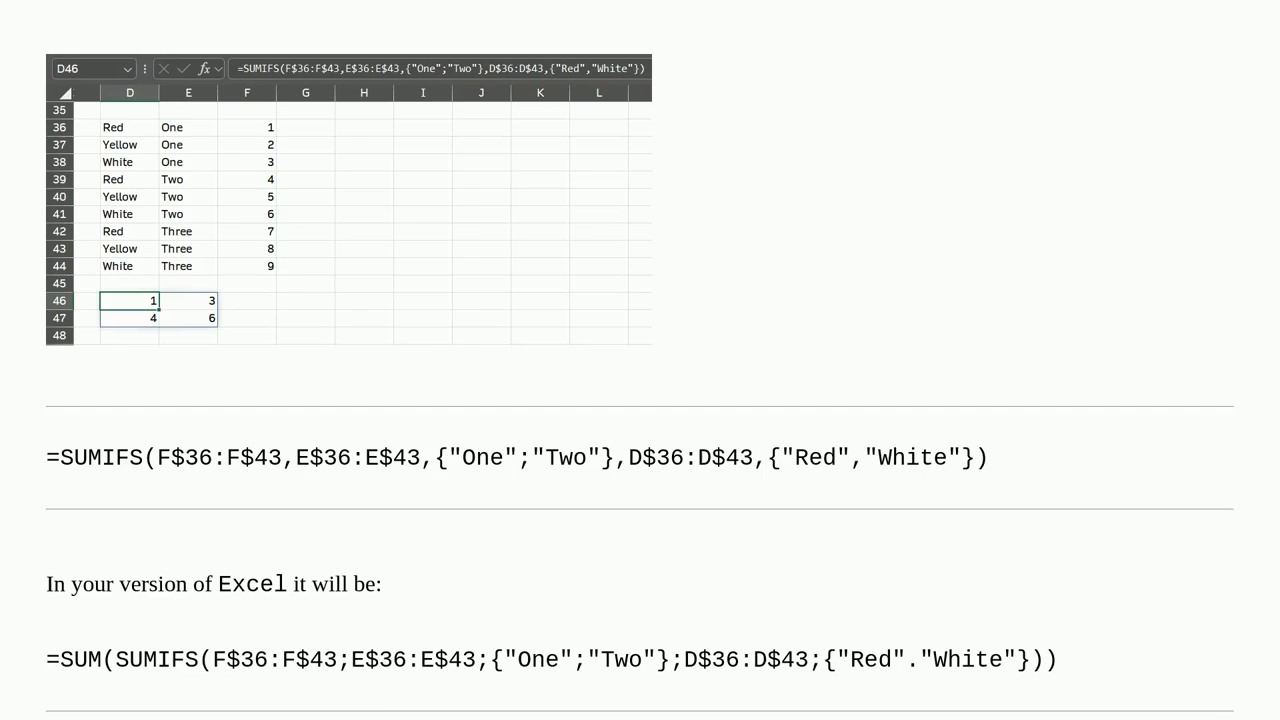 D46 fx =SUMIFS(F$36:F$43,E$36:E$43,{"One";"Two"},D$36:D$43,{"Red","White"})
D E F G H I J K L
35
36 Red One 1
37 Yellow One 2
38 White One 3
39 Red Two 4
40 Yellow Two 5
41 White Two 6
42 Red Three 7
43 Yellow Three 8
44 White Three 9
45
46 1 3
47 4 6
48
=SUMIFS(F$36:F$43,E$36:E$43,{"One";"Two"},D$36:D$43,{"Red","White"})
In your version of Excel it will be:
=SUM(SUMIFS(F$36:F$43;E$36:E$43;{"One";"Two"};D$36:D$43;{"Red"."White"}))